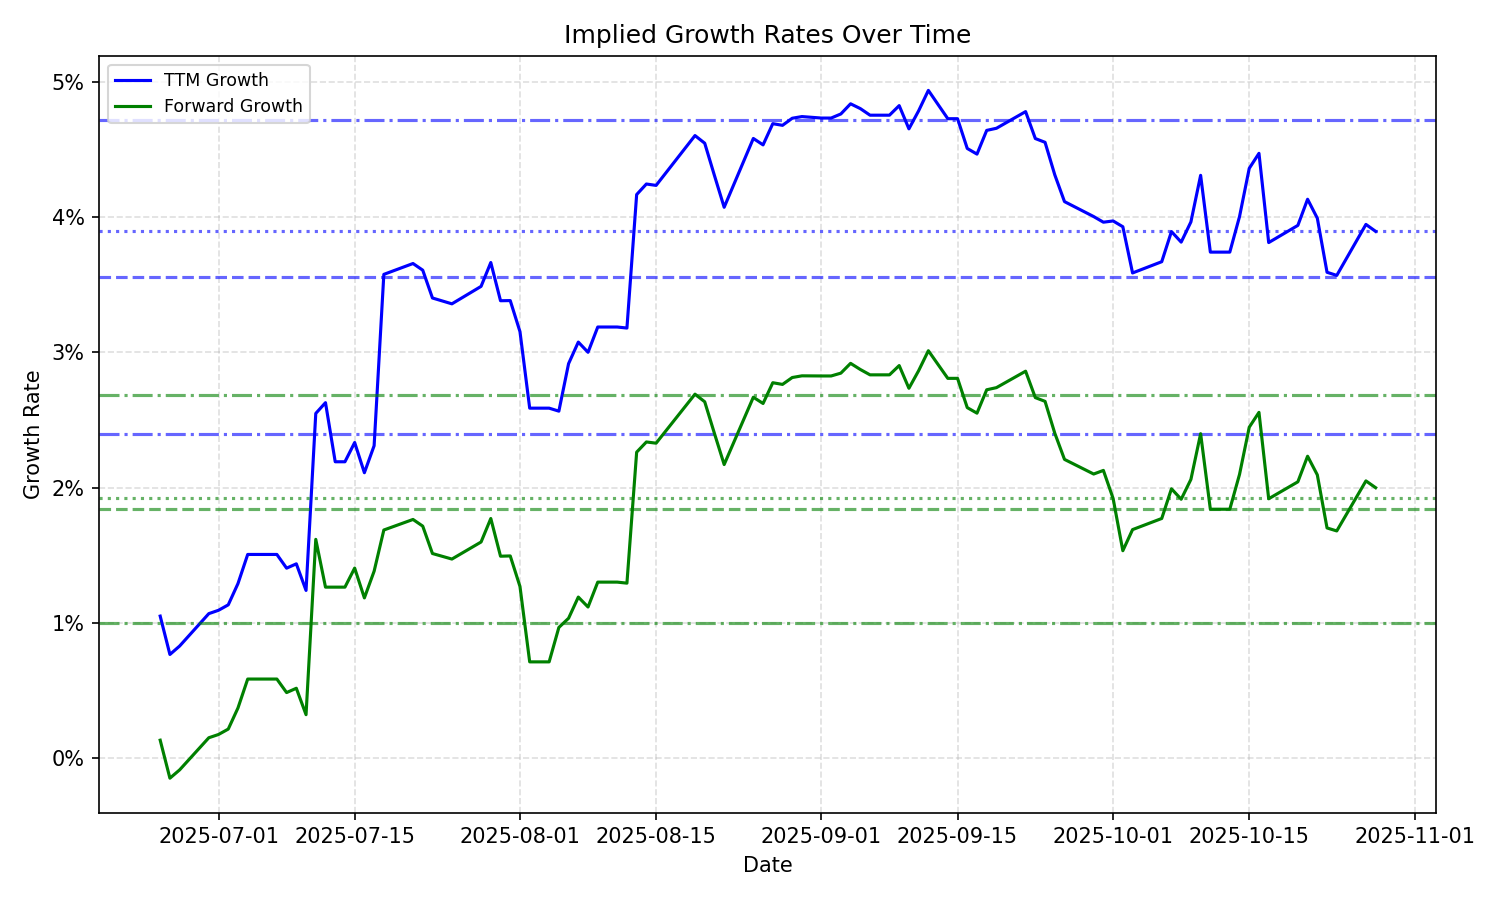 Implied Growth Rates Over Time
TTM Growth
Forward Growth
5%
4%
3%
2%
1%
0%
Growth Rate
2025-07-01 2025-07-15 2025-08-01 2025-08-15 2025-09-01 2025-09-15 2025-10-01 2025-10-15 2025-11-01
Date